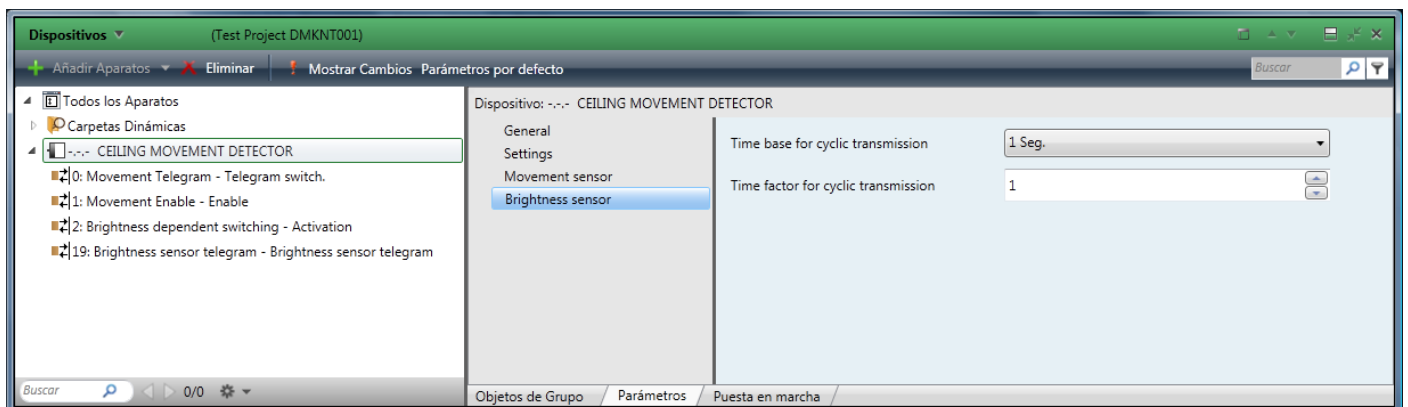 Dispositivos (Test Project DMKNT001)
Añadir Aparatos Eliminar Mostrar Cambios Parámetros por defecto Buscar
Todos los Aparatos
Carpetas Dinámicas
-.-.- CEILING MOVEMENT DETECTOR
0: Movement Telegram - Telegram switch.
1: Movement Enable - Enable
2: Brightness dependent switching - Activation
19: Brightness sensor telegram - Brightness sensor telegram
Buscar 0/0
Dispositivo: -.-.- CEILING MOVEMENT DETECTOR
General
Settings
Movement sensor
Brightness sensor
Time base for cyclic transmission 1 Seg.
Time factor for cyclic transmission 1
Objetos de Grupo Parámetros Puesta en marcha